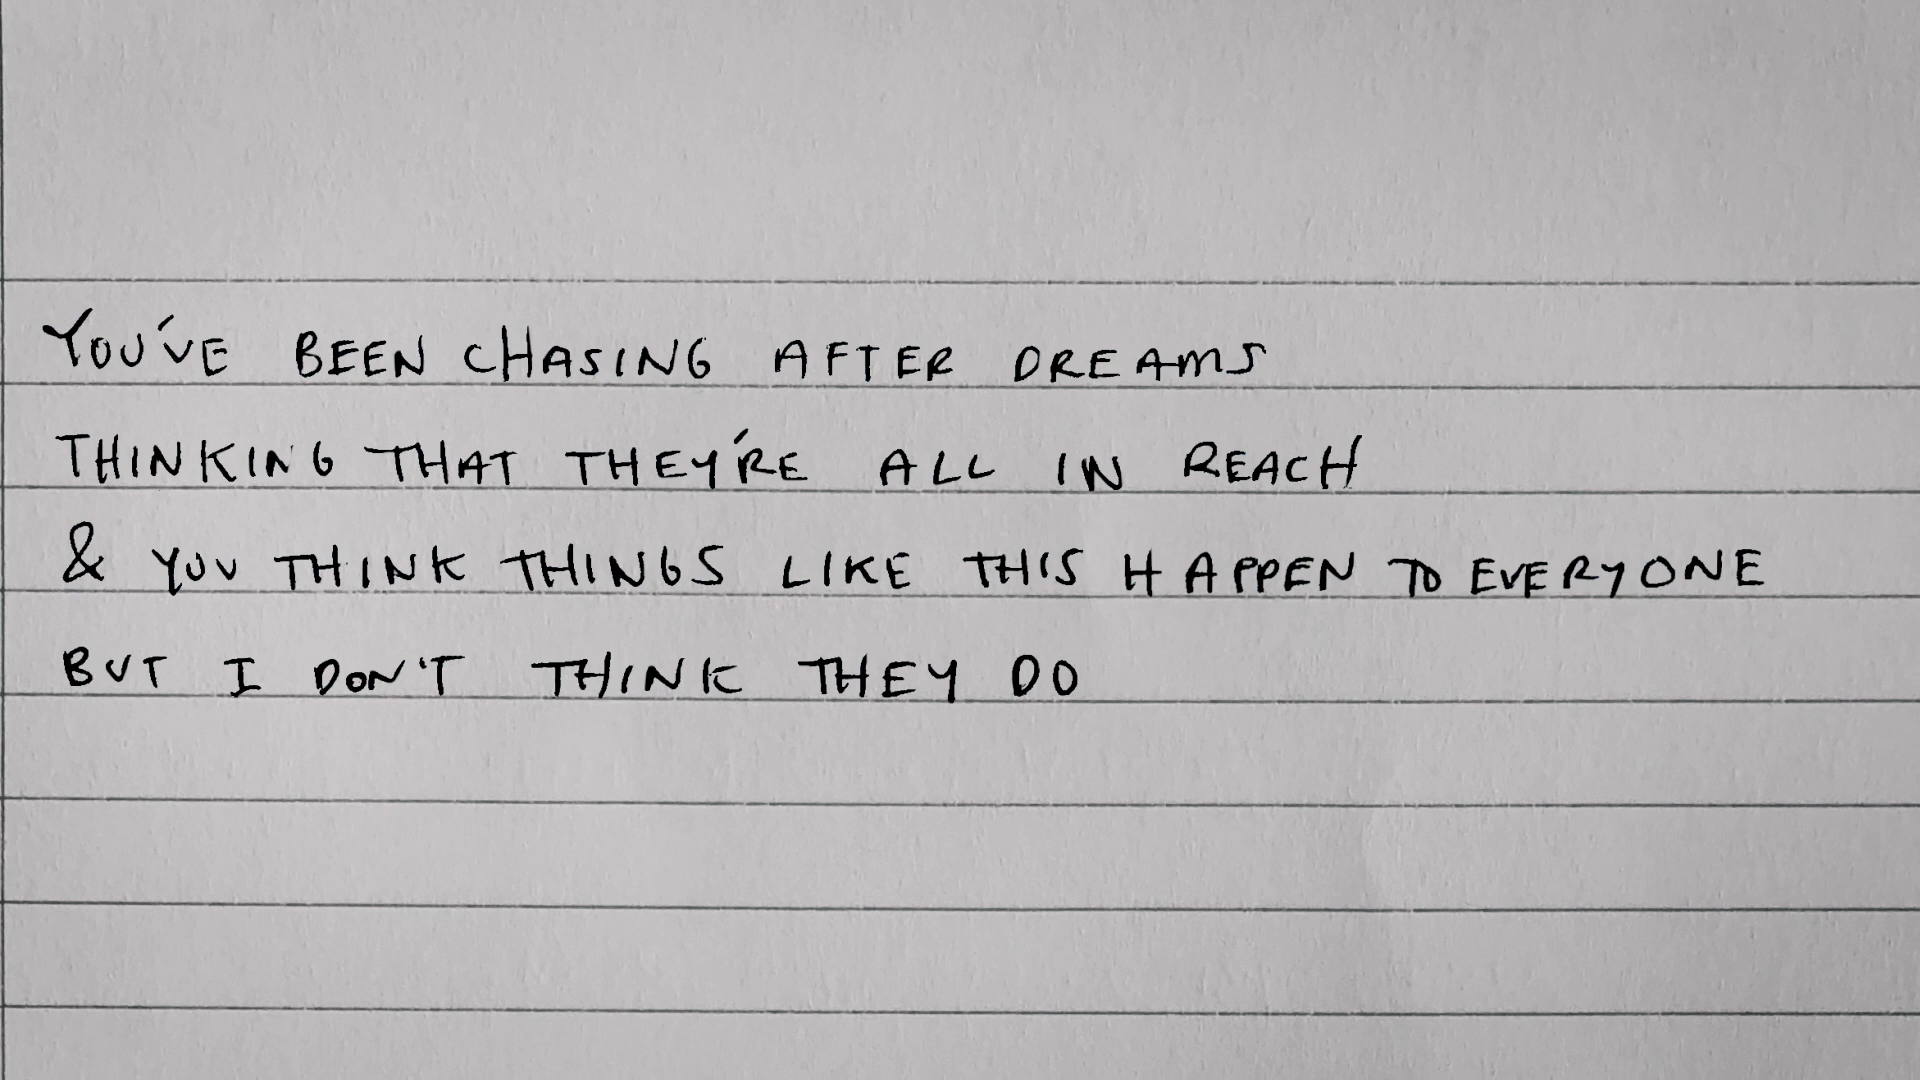 YOU'VE BEEN CHASING AFTER DREAMS
THINKING THAT THEY'RE ALL IN REACH
& YOU THINK THINGS LIKE THIS HAPPEN TO EVERYONE
BUT I DON'T THINK THEY DO